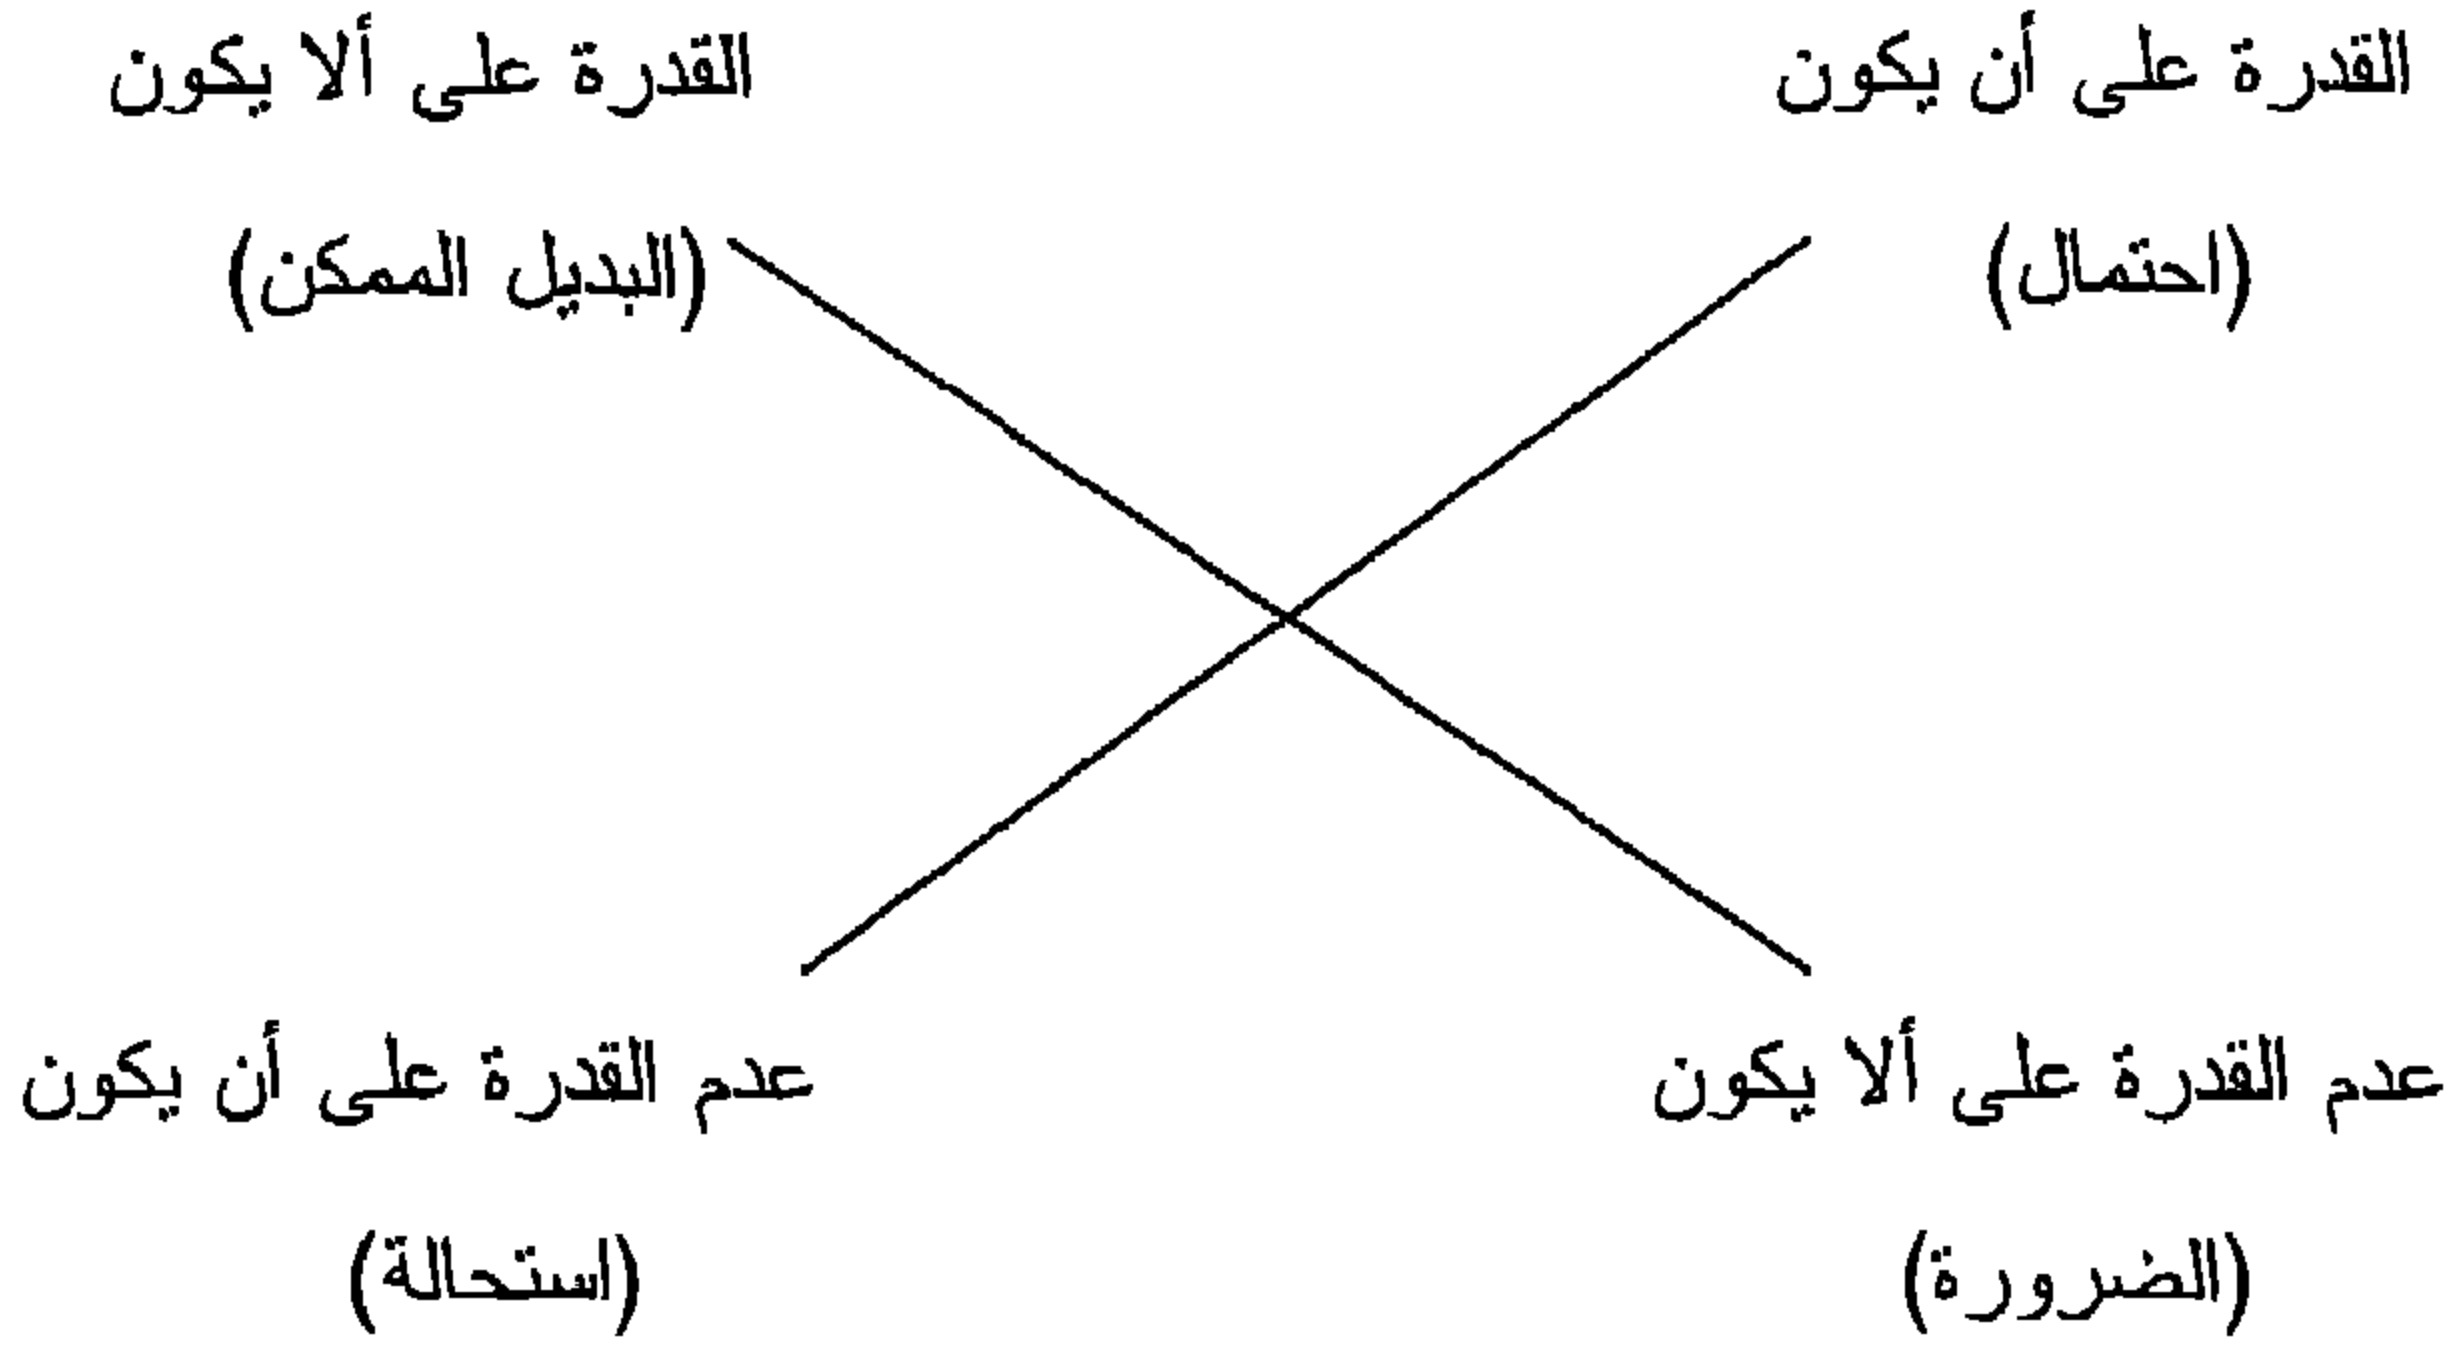 القدرة على أن يكون
(احتمال)
القدرة على ألا يكون
(البديل الممكن)
عدم القدرة على ألا يكون
(الضرورة)
عدم القدرة على أن يكون
(استحالة)